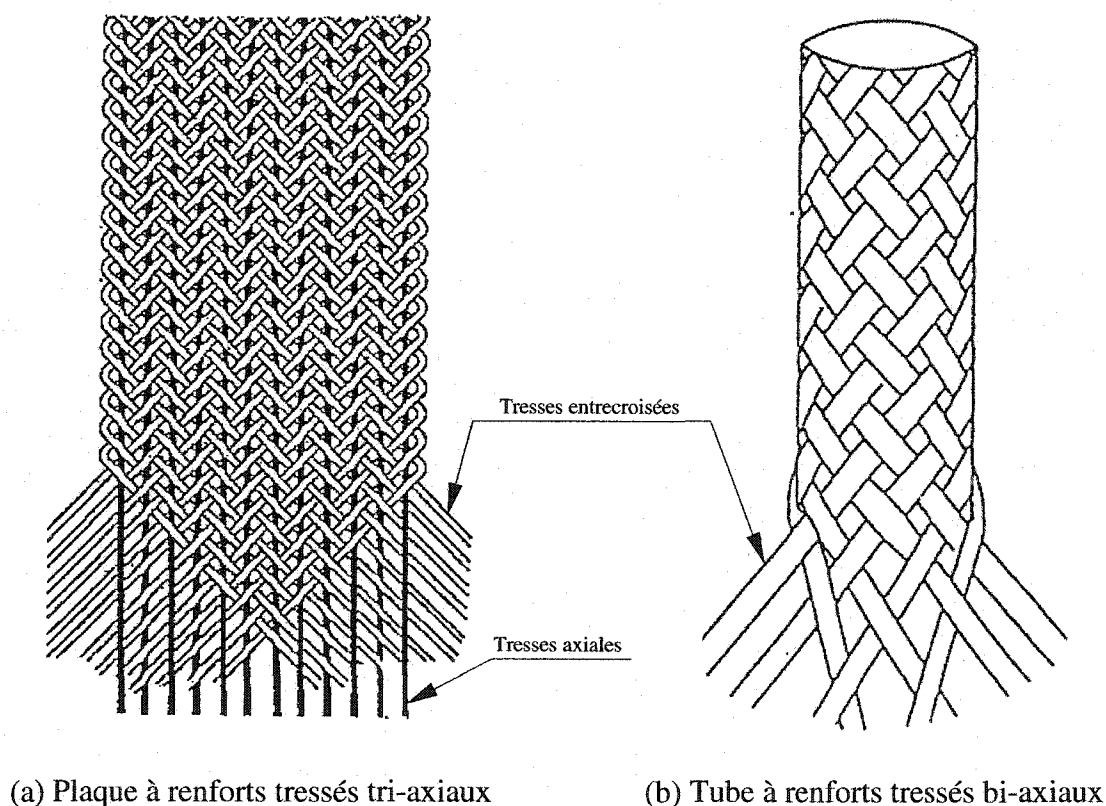 Tresses entrecroisées
Tresses axiales
(a) Plaque à renforts tressés tri-axiaux
(b) Tube à renforts tressés bi-axiaux